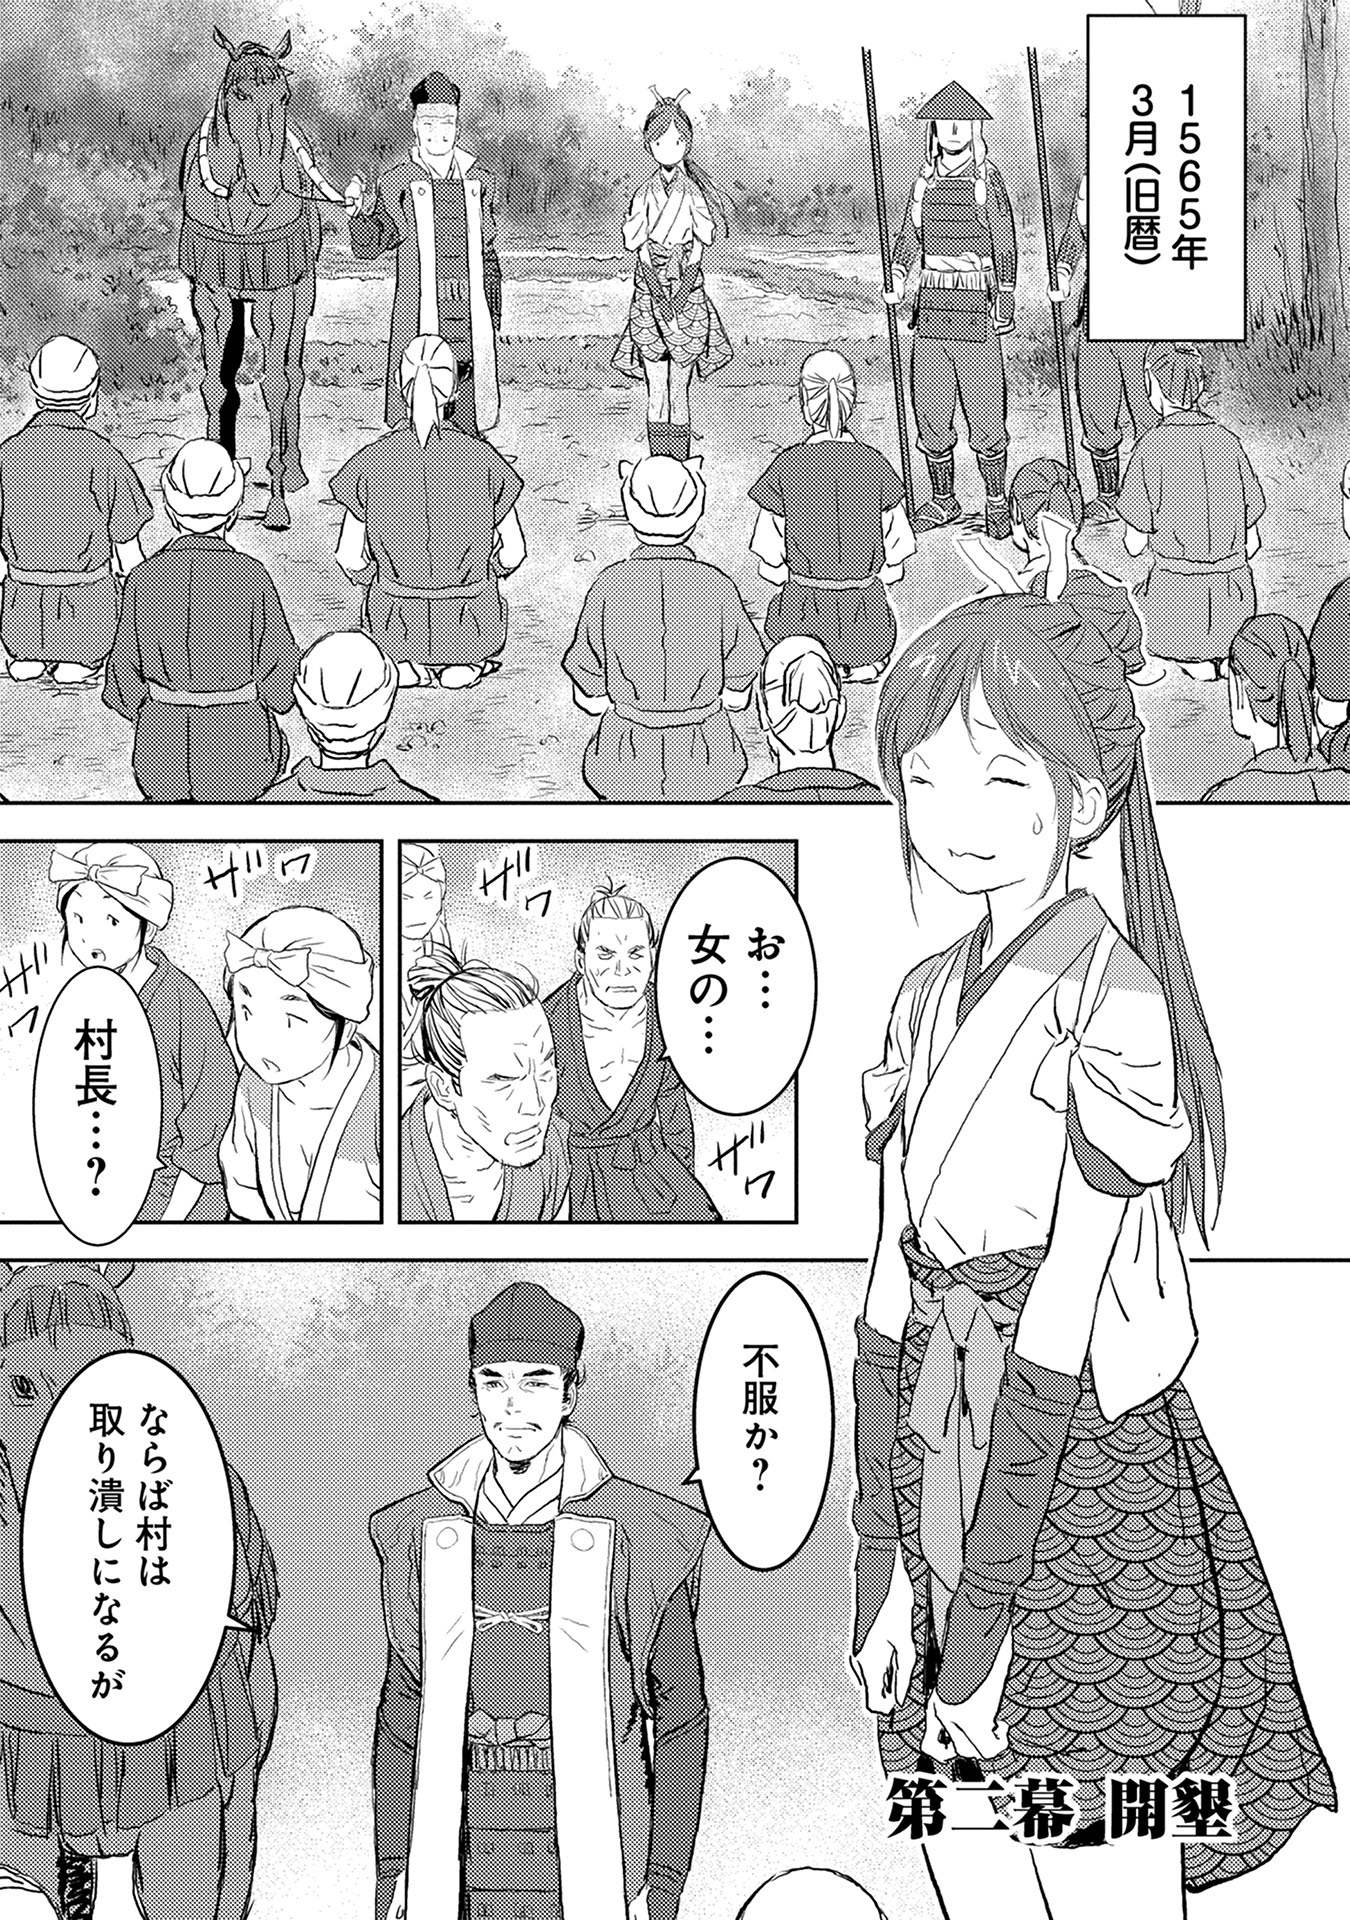 1565年
3月(旧暦)
お…
女の…
ザワ
ザワ
ザワ
ザワ
村長…?
不服か?
ならば村は
取り潰しになるが
第二幕 開墾